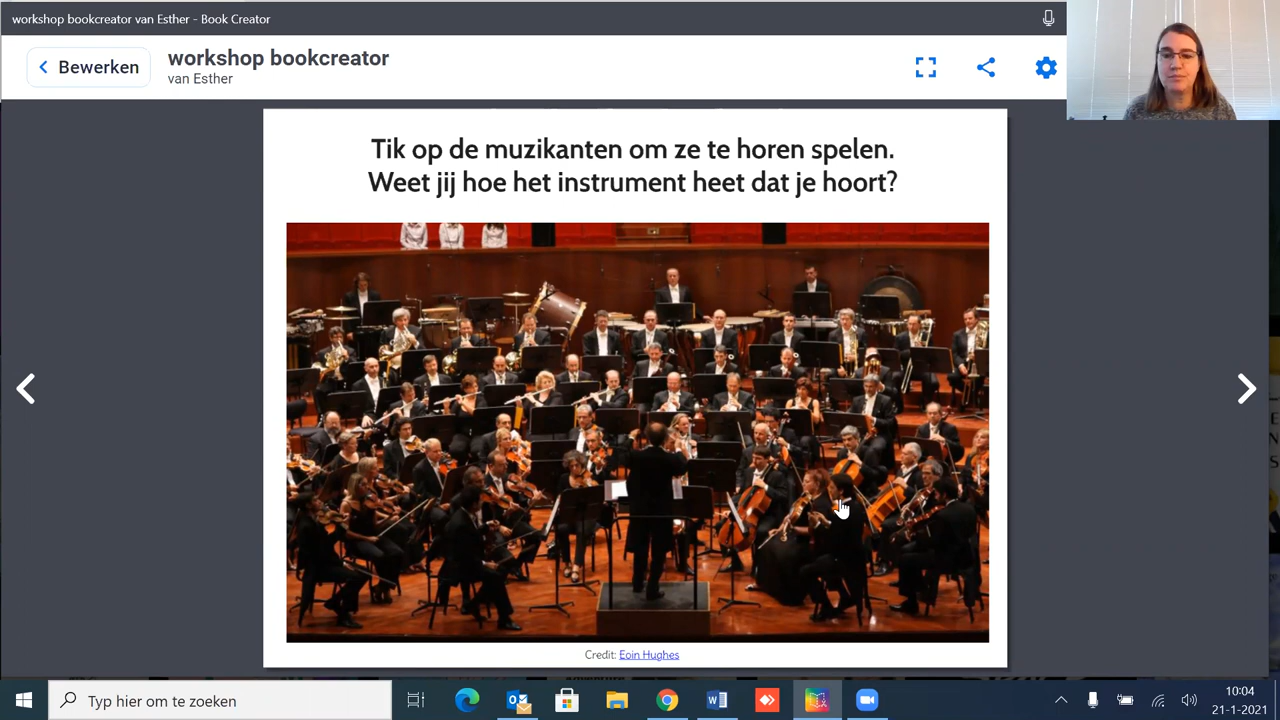 workshop bookcreator van Esther - Book Creator
Bewerken
workshop bookcreator
van Esther
Tik op de muzikanten om ze te horen spelen.
Weet jij hoe het instrument heet dat je hoort?
Credit: Eoin Hughes
Typ hier om te zoeken
10:04
21-1-2021